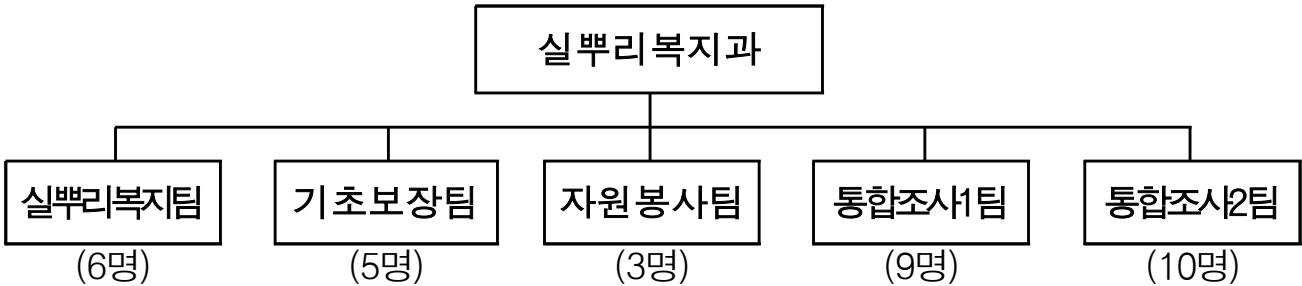 실뿌리복지과
실뿌리복지팀 기초보장팀 자원봉사팀 통합조사1팀 통합조사2팀
(6명) (5명) (3명) (9명) (10명)